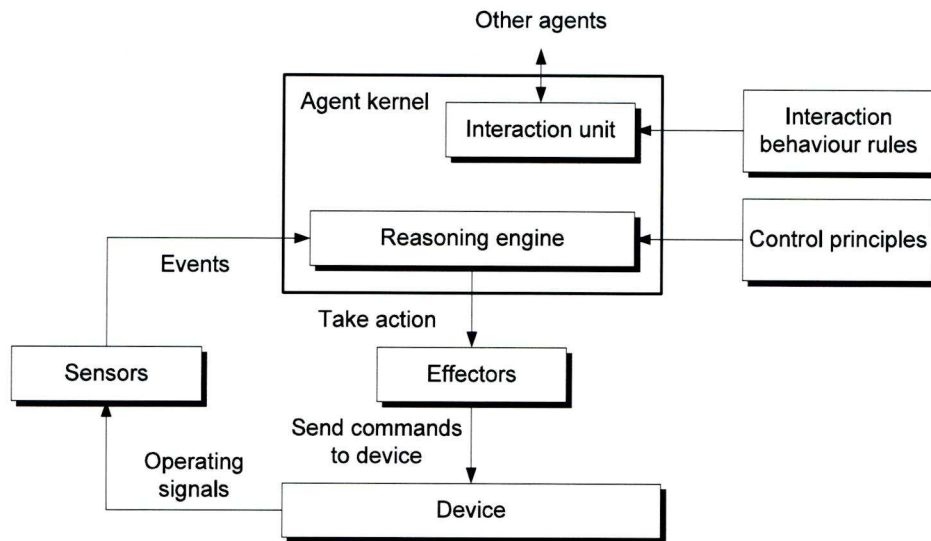 Other agents
Agent kernel
Interaction unit
Interaction
behaviour rules
Reasoning engine
Control principles
Events
Take action
Sensors
Effectors
Send commands
to device
Operating
signals
Device